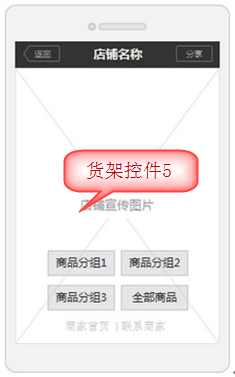 返回 店铺名称 分享
货架控件5
店铺宣传图片
商品分组1 商品分组2
商品分组3 全部商品
商家首页 | 联系商家